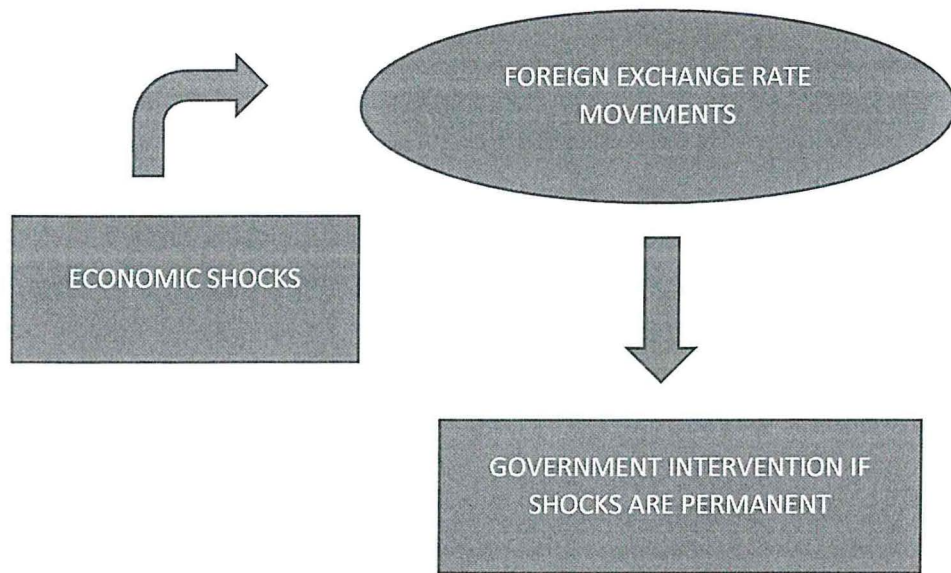 FOREIGN EXCHANGE RATE
MOVEMENTS
ECONOMIC SHOCKS
GOVERNMENT INTERVENTION IF
SHOCKS ARE PERMANENT